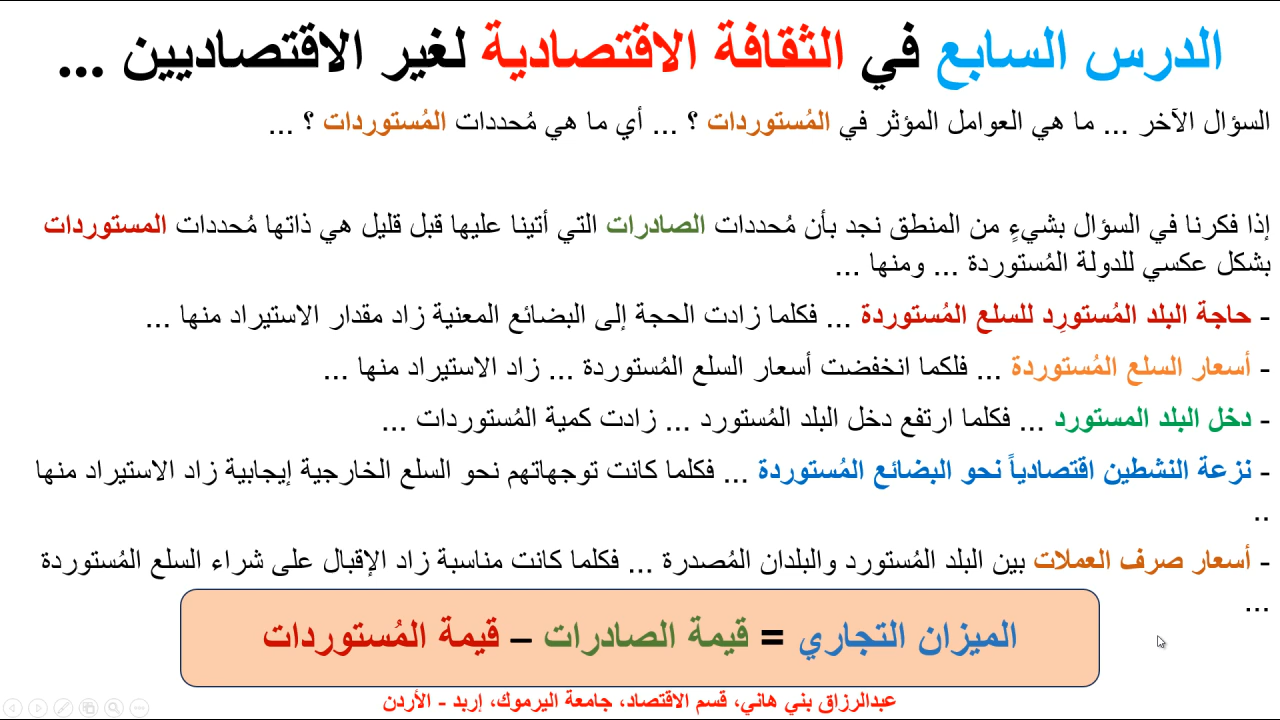 الدرس السابع في الثقافة الاقتصادية لغير الاقتصاديين ...
السؤال الآخر ... ما هي العوامل المؤثر في المُستوردات ؟ ... أي ما هي مُحددات المُستوردات ؟ ...
إذا فكرنا في السؤال بشيءٍ من المنطق نجد بأن مُحددات الصادرات التي أتينا عليها قبل قليل هي ذاتها مُحددات المستوردات
بشكل عكسي للدولة المُستوردة ... ومنها ...
- حاجة البلد المُستورِد للسلع المُستوردة ... فكلما زادت الحجة إلى البضائع المعنية زاد مقدار الاستيراد منها ...
- أسعار السلع المُستوردة ... فلكما انخفضت أسعار السلع المُستوردة ... زاد الاستيراد منها ...
- دخل البلد المستورد ... فكلما ارتفع دخل البلد المُستورد ... زادت كمية المُستوردات ...
- نزعة النشطين اقتصادياً نحو البضائع المُستوردة ... فكلما كانت توجهاتهم نحو السلع الخارجية إيجابية زاد الاستيراد منها
..
- أسعار صرف العملات بين البلد المُستورد والبلدان المُصدرة ... فكلما كانت مناسبة زاد الإقبال على شراء السلع المُستوردة
...
الميزان التجاري = قيمة الصادرات – قيمة المُستوردات
عبدالرزاق بني هاني، قسم الاقتصاد، جامعة اليرموك، إربد - الأردن